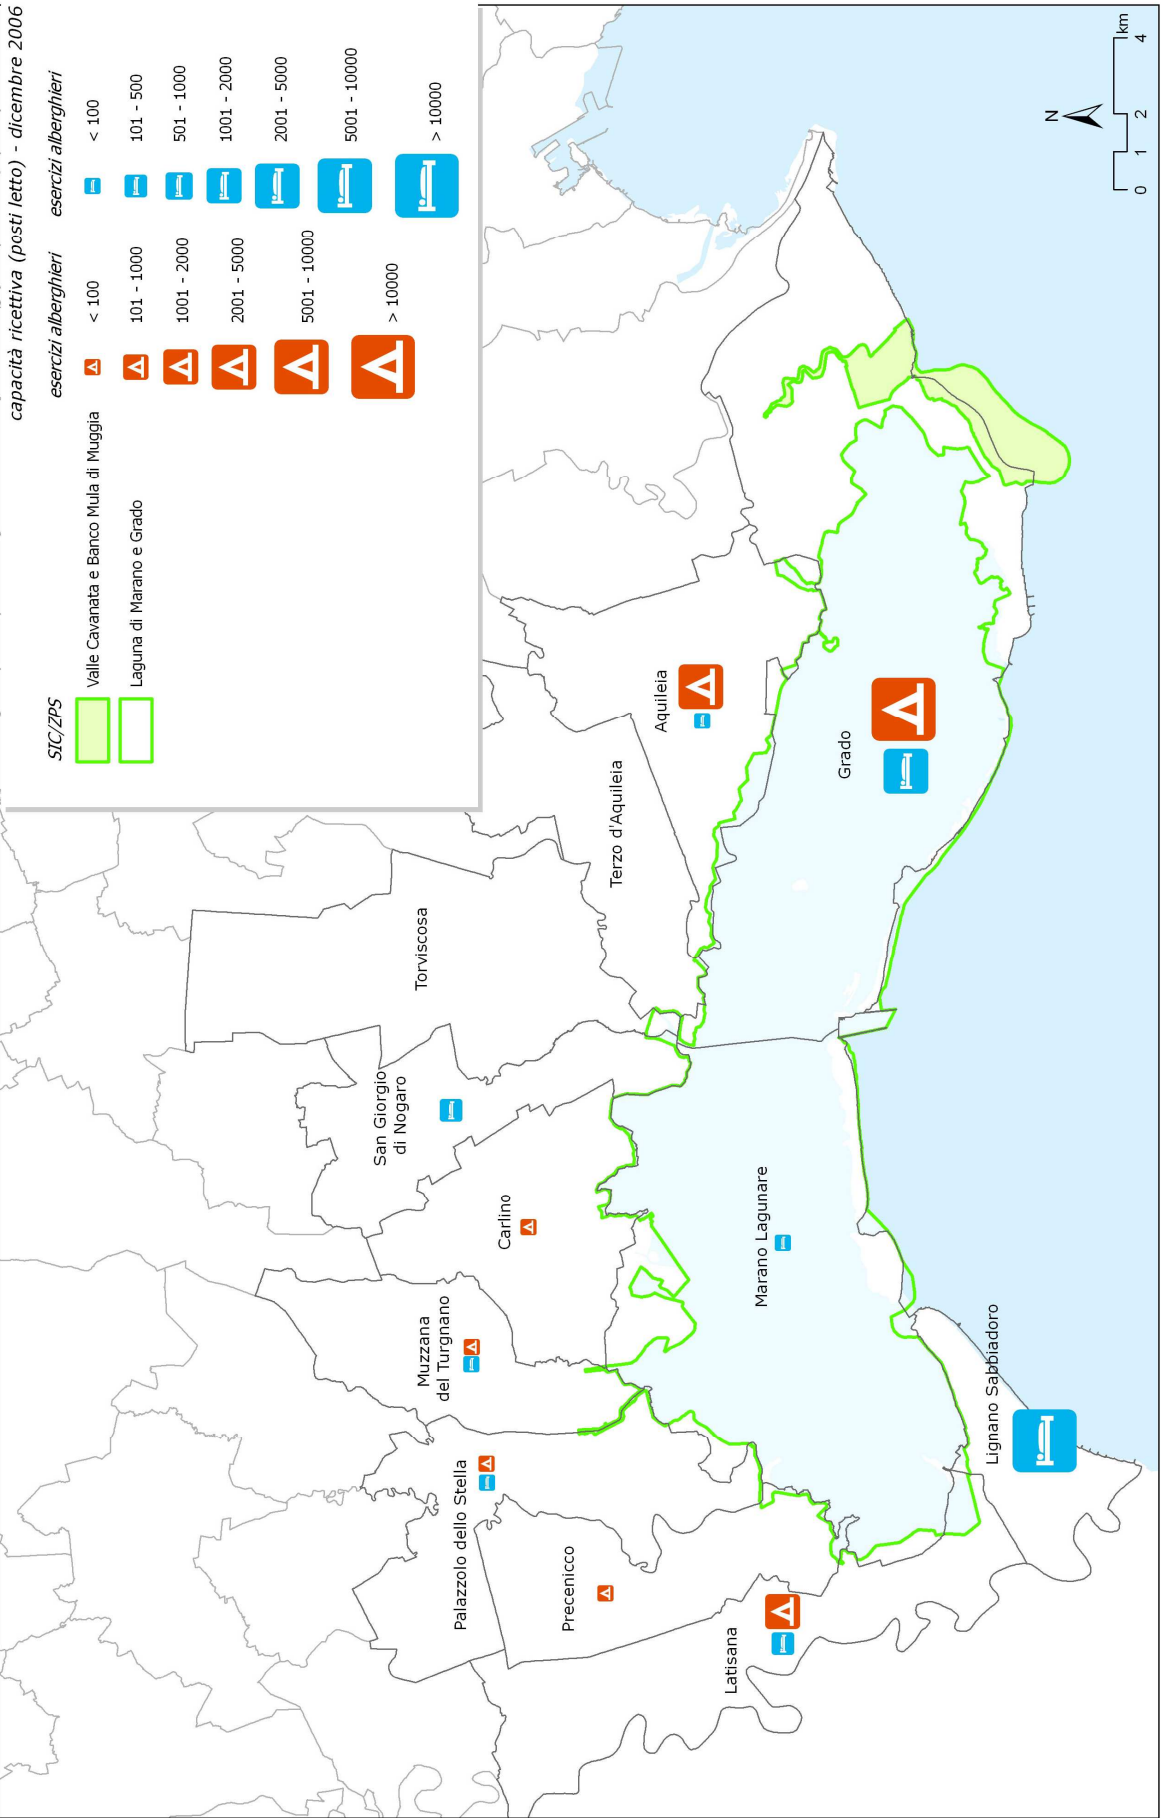 capacità ricettiva (posti letto) - dicembre 2006
SIC/ZPS
Valle Cavanata e Banco Mula di Muggia
Laguna di Marano e Grado
esercizi alberghieri
< 100
101 - 1000
1001 - 2000
2001 - 5000
5001 - 10000
> 10000
esercizi alberghieri
< 100
101 - 500
501 - 1000
1001 - 2000
2001 - 5000
5001 - 10000
> 10000
Torviscosa
San Giorgio
di Nogaro
Carlino
Muzzana
del Turgnano
Palazzolo dello Stella
Precenicco
Latisana
Terzo d'Aquileia
Aquileia
Grado
Marano Lagunare
Lignano Sabbiadoro
N
km
0 1 2 4